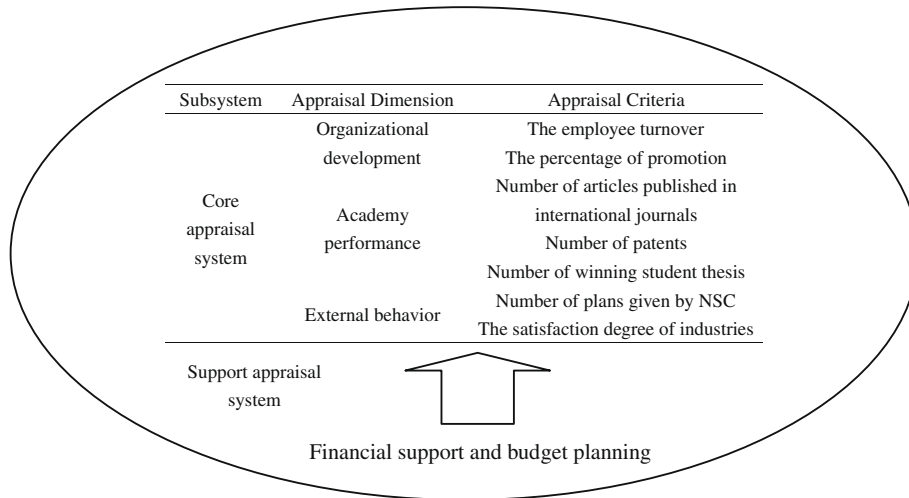 Subsystem Appraisal Dimension Appraisal Criteria
Organizational
development
The employee turnover
The percentage of promotion
Core
appraisal
system
Academy
performance
Number of articles published in
international journals
Number of patents
Number of winning student thesis
External behavior
Number of plans given by NSC
The satisfaction degree of industries
Support appraisal
system
Financial support and budget planning